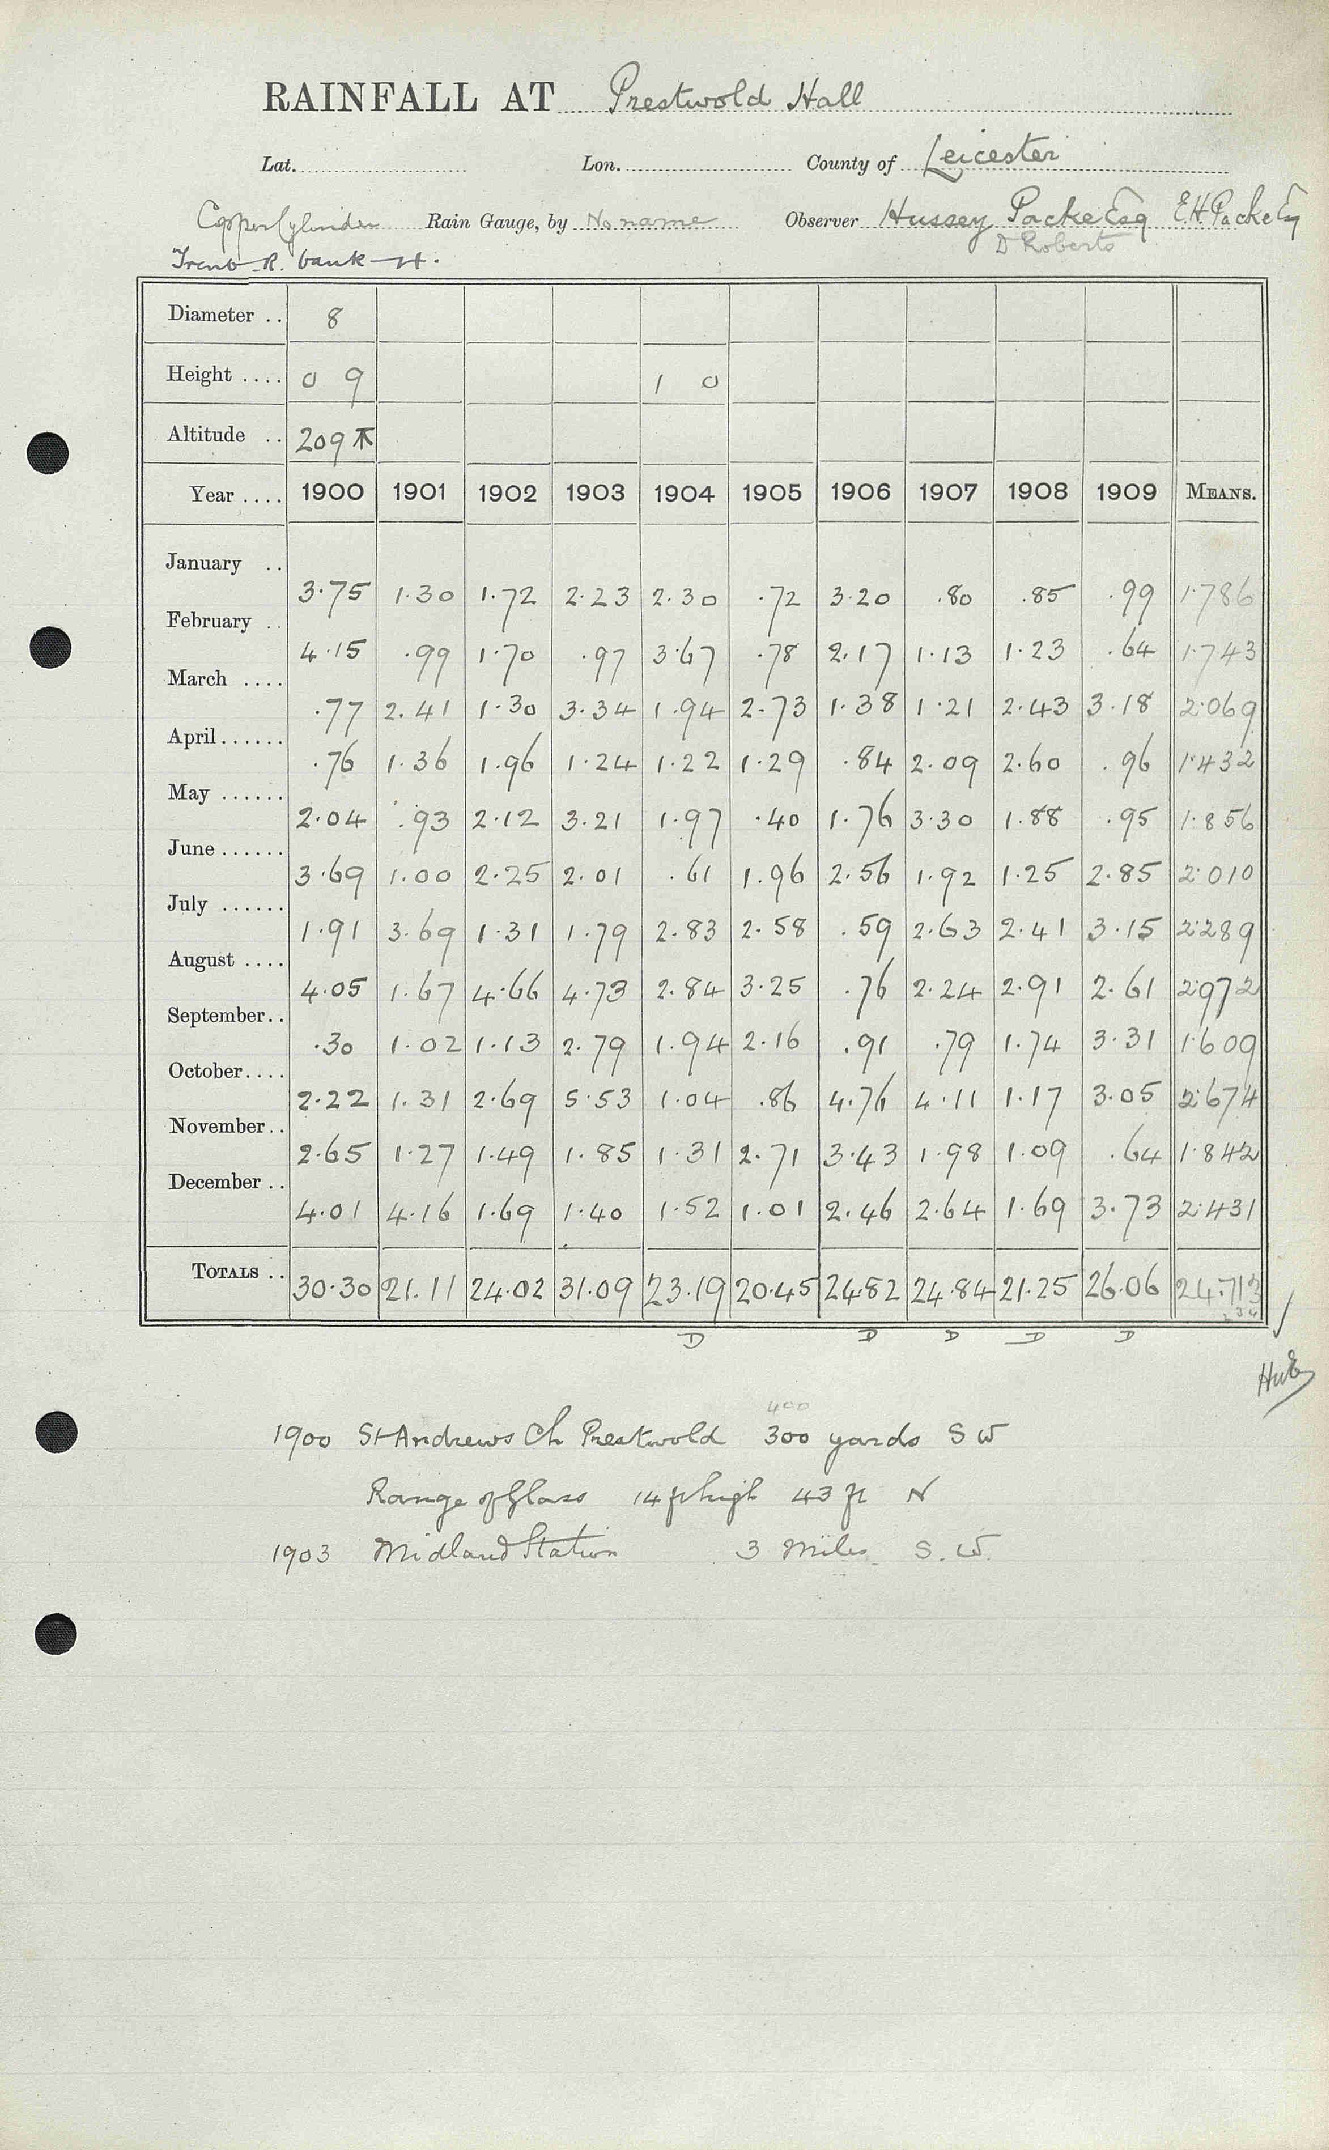 RAINFALL AT Prestwold Hall
Lat. Lon. County of Leicester
Copper Cylinder Rain Gauge, by No name Observer Hussey Packe Esq E.H. Packe Esq
D Roberts
Trent R. bank
Diameter .. 8
Height .... 0 9 1 0
Altitude .. 209
Year .... 1900 1901 1902 1903 1904 1905 1906 1907 1908 1909 MEANS.
January .. 3.75 1.30 1.72 2.23 2.30 .72 3.20 .80 .85 .99 1.786
February .. 4.15 .99 1.70 .97 3.67 .78 2.17 1.13 1.23 .64 1.743
March .... .77 2.41 1.30 3.34 1.94 2.73 1.38 1.21 2.43 3.18 2.069
April...... .76 1.36 1.96 1.24 1.22 1.29 .84 2.09 2.60 .96 1.432
May ...... 2.04 .93 2.12 3.21 1.97 .40 1.76 3.30 1.88 .95 1.856
June ...... 3.69 1.00 2.25 2.01 .61 1.96 2.56 1.92 1.25 2.85 2.010
July ...... 1.91 3.69 1.31 1.79 2.83 2.58 .59 2.63 2.41 3.15 2.289
August .... 4.05 1.67 4.66 4.73 2.84 3.25 .76 2.24 2.91 2.61 2.972
September.. .30 1.02 1.13 2.79 1.94 2.16 .91 .79 1.74 3.31 1.609
October.... 2.22 1.31 2.69 5.53 1.04 .86 4.76 4.11 1.17 3.05 2.674
November.. 2.65 1.27 1.49 1.85 1.31 2.71 3.43 1.98 1.09 .64 1.842
December .. 4.01 4.16 1.69 1.40 1.52 1.01 2.46 2.64 1.69 3.73 2.431
TOTALS .. 30.30 21.11 24.02 31.09 23.19 20.45 24.82 24.84 21.25 26.06 24.713
D D D D D
400
1900 St Andrews Ch Prestwold 300 yards S W
Range of Glass 14 ft high 43 ft N
1903 Midland Station 3 Miles S.W.